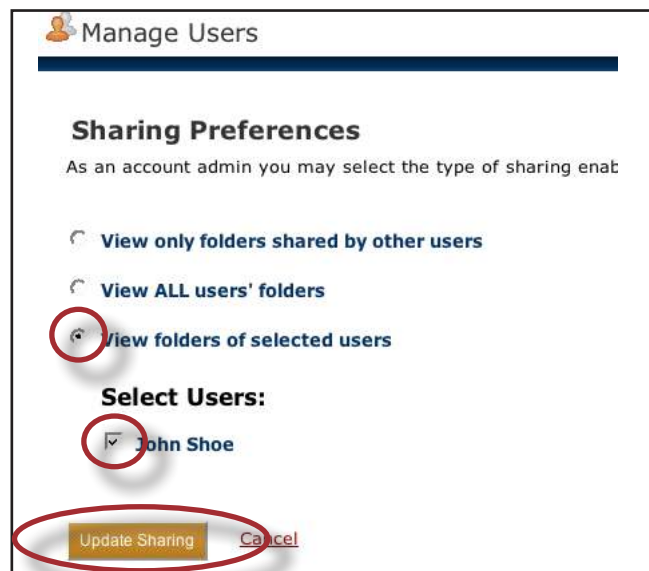 Manage Users
Sharing Preferences
As an account admin you may select the type of sharing enab
View only folders shared by other users
View ALL users' folders
View folders of selected users
Select Users:
John Shoe
Update Sharing Cancel